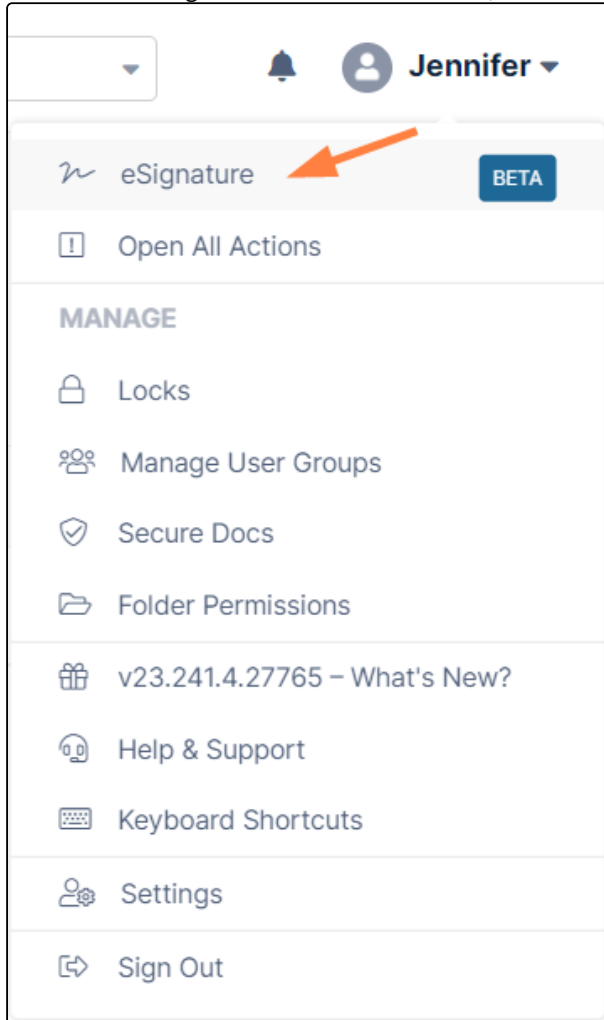 Jennifer
eSignature BETA
Open All Actions
MANAGE
Locks
Manage User Groups
Secure Docs
Folder Permissions
v23.241.4.27765 – What's New?
Help & Support
Keyboard Shortcuts
Settings
Sign Out